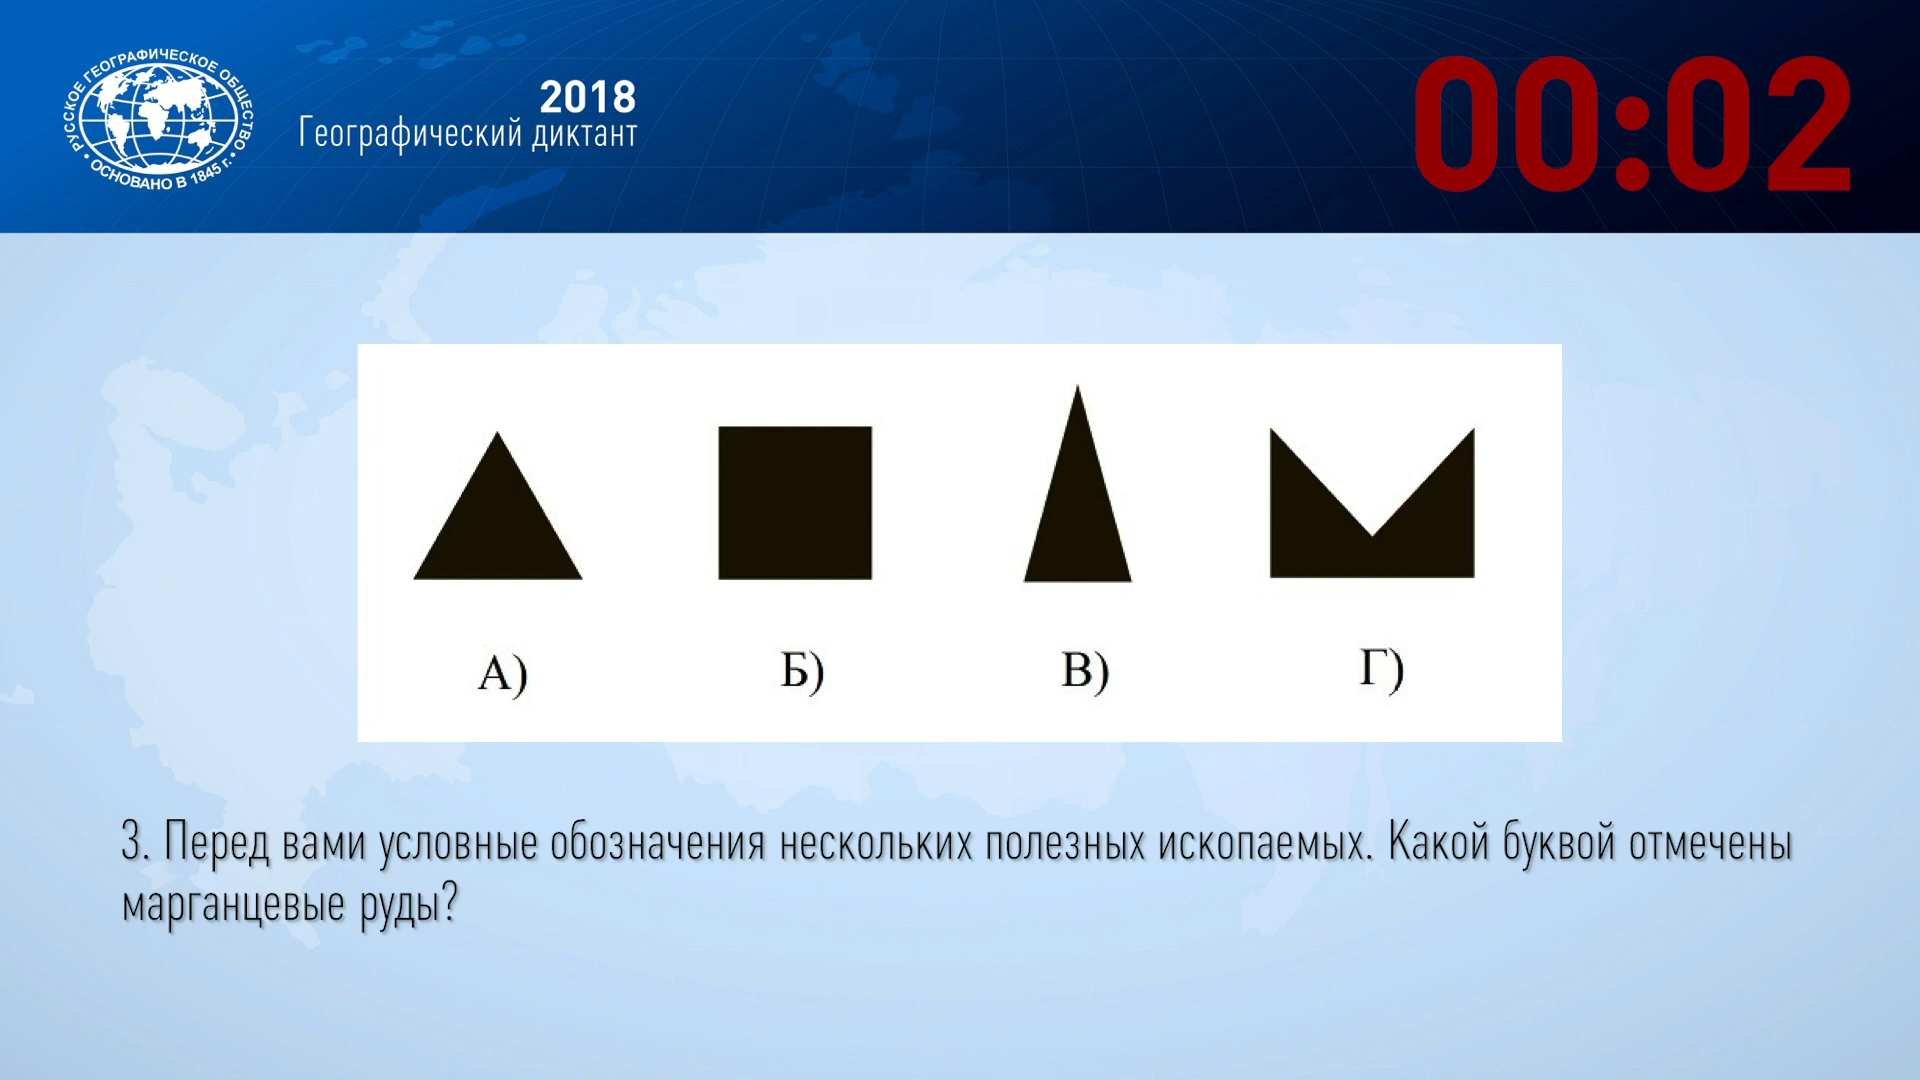 РУССКОЕ ГЕОГРАФИЧЕСКОЕ ОБЩЕСТВО
• ОСНОВАНО В 1845 г. •
2018
Географический диктант
00:02
А)
Б)
В)
Г)
3. Перед вами условные обозначения нескольких полезных ископаемых. Какой буквой отмечены
марганцевые руды?